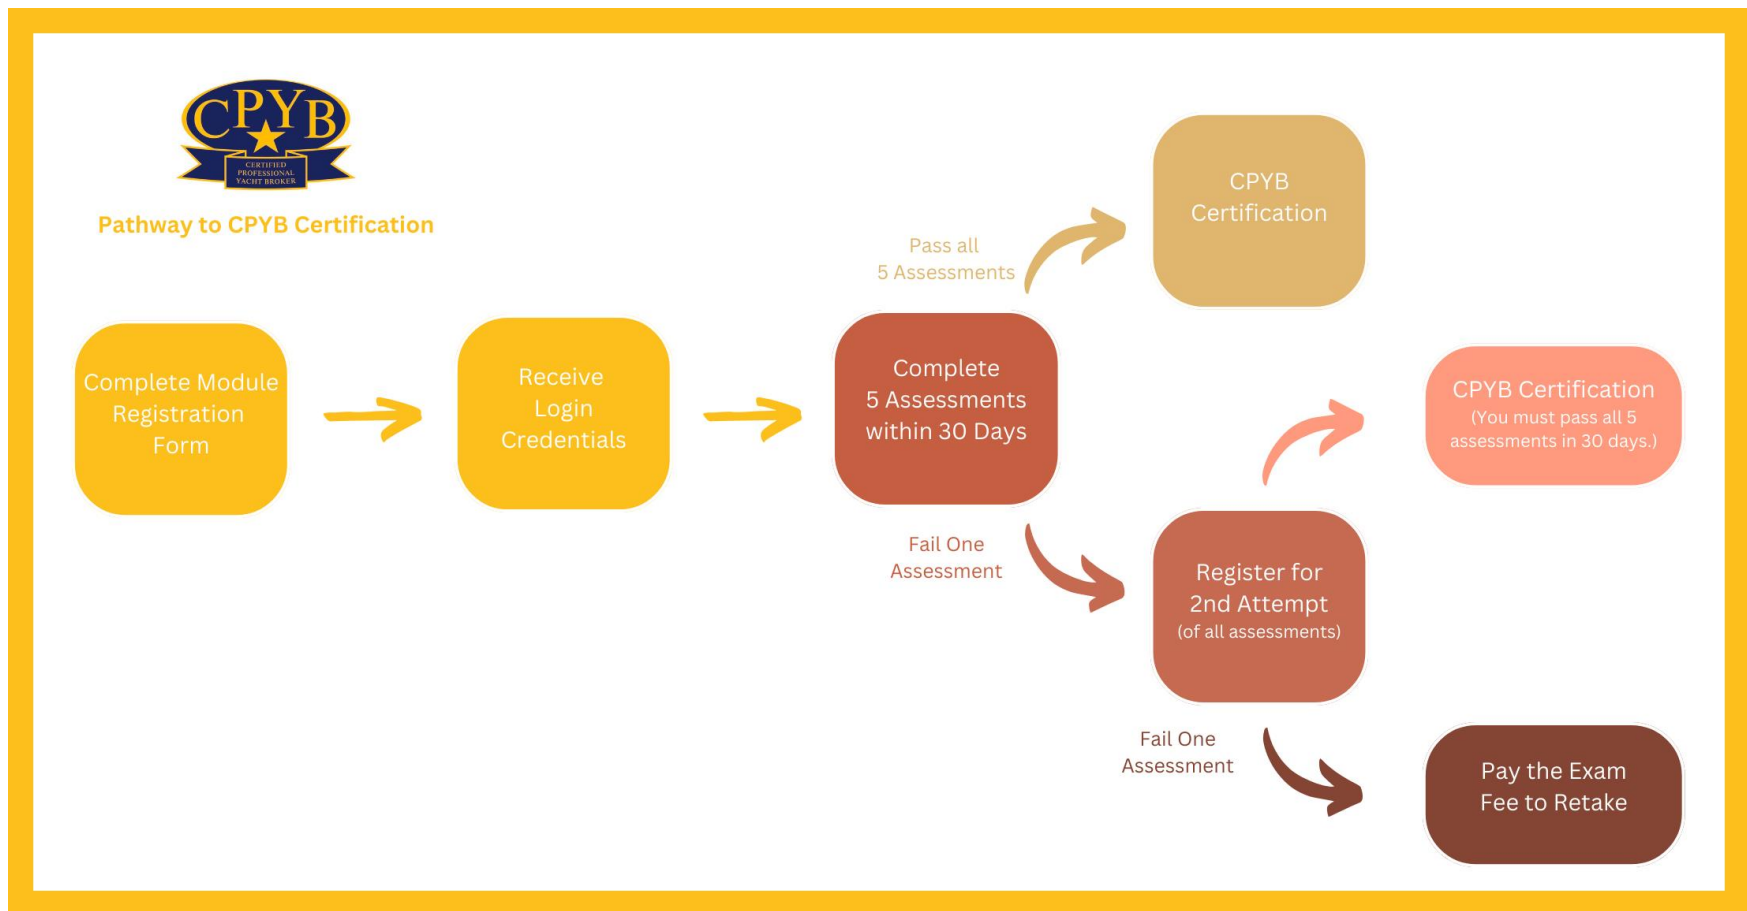 CPYB
CERTIFIED
PROFESSIONAL
YACHT BROKER
Pathway to CPYB Certification
Complete Module
Registration
Form
Receive
Login
Credentials
Complete
5 Assessments
within 30 Days
Pass all
5 Assessments
CPYB
Certification
Fail One
Assessment
Register for
2nd Attempt
(of all assessments)
CPYB Certification
(You must pass all 5
assessments in 30 days.)
Fail One
Assessment
Pay the Exam
Fee to Retake